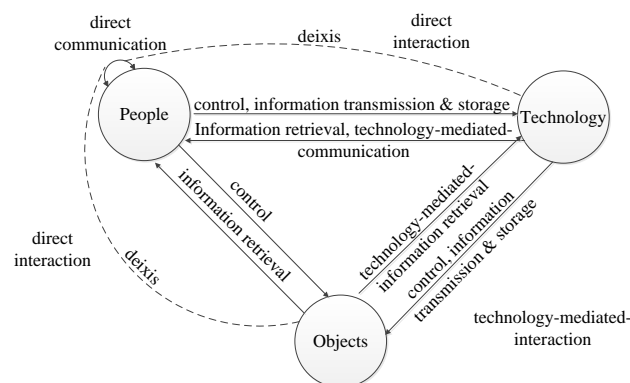 direct
communication
deixis
direct
interaction
People
control, information transmission & storage
Technology
Information retrieval, technology-mediated-
communication
control
information retrieval
technology-mediated-
information retrieval
control, information
transmission & storage
direct
interaction
deixis
Objects
technology-mediated-
interaction